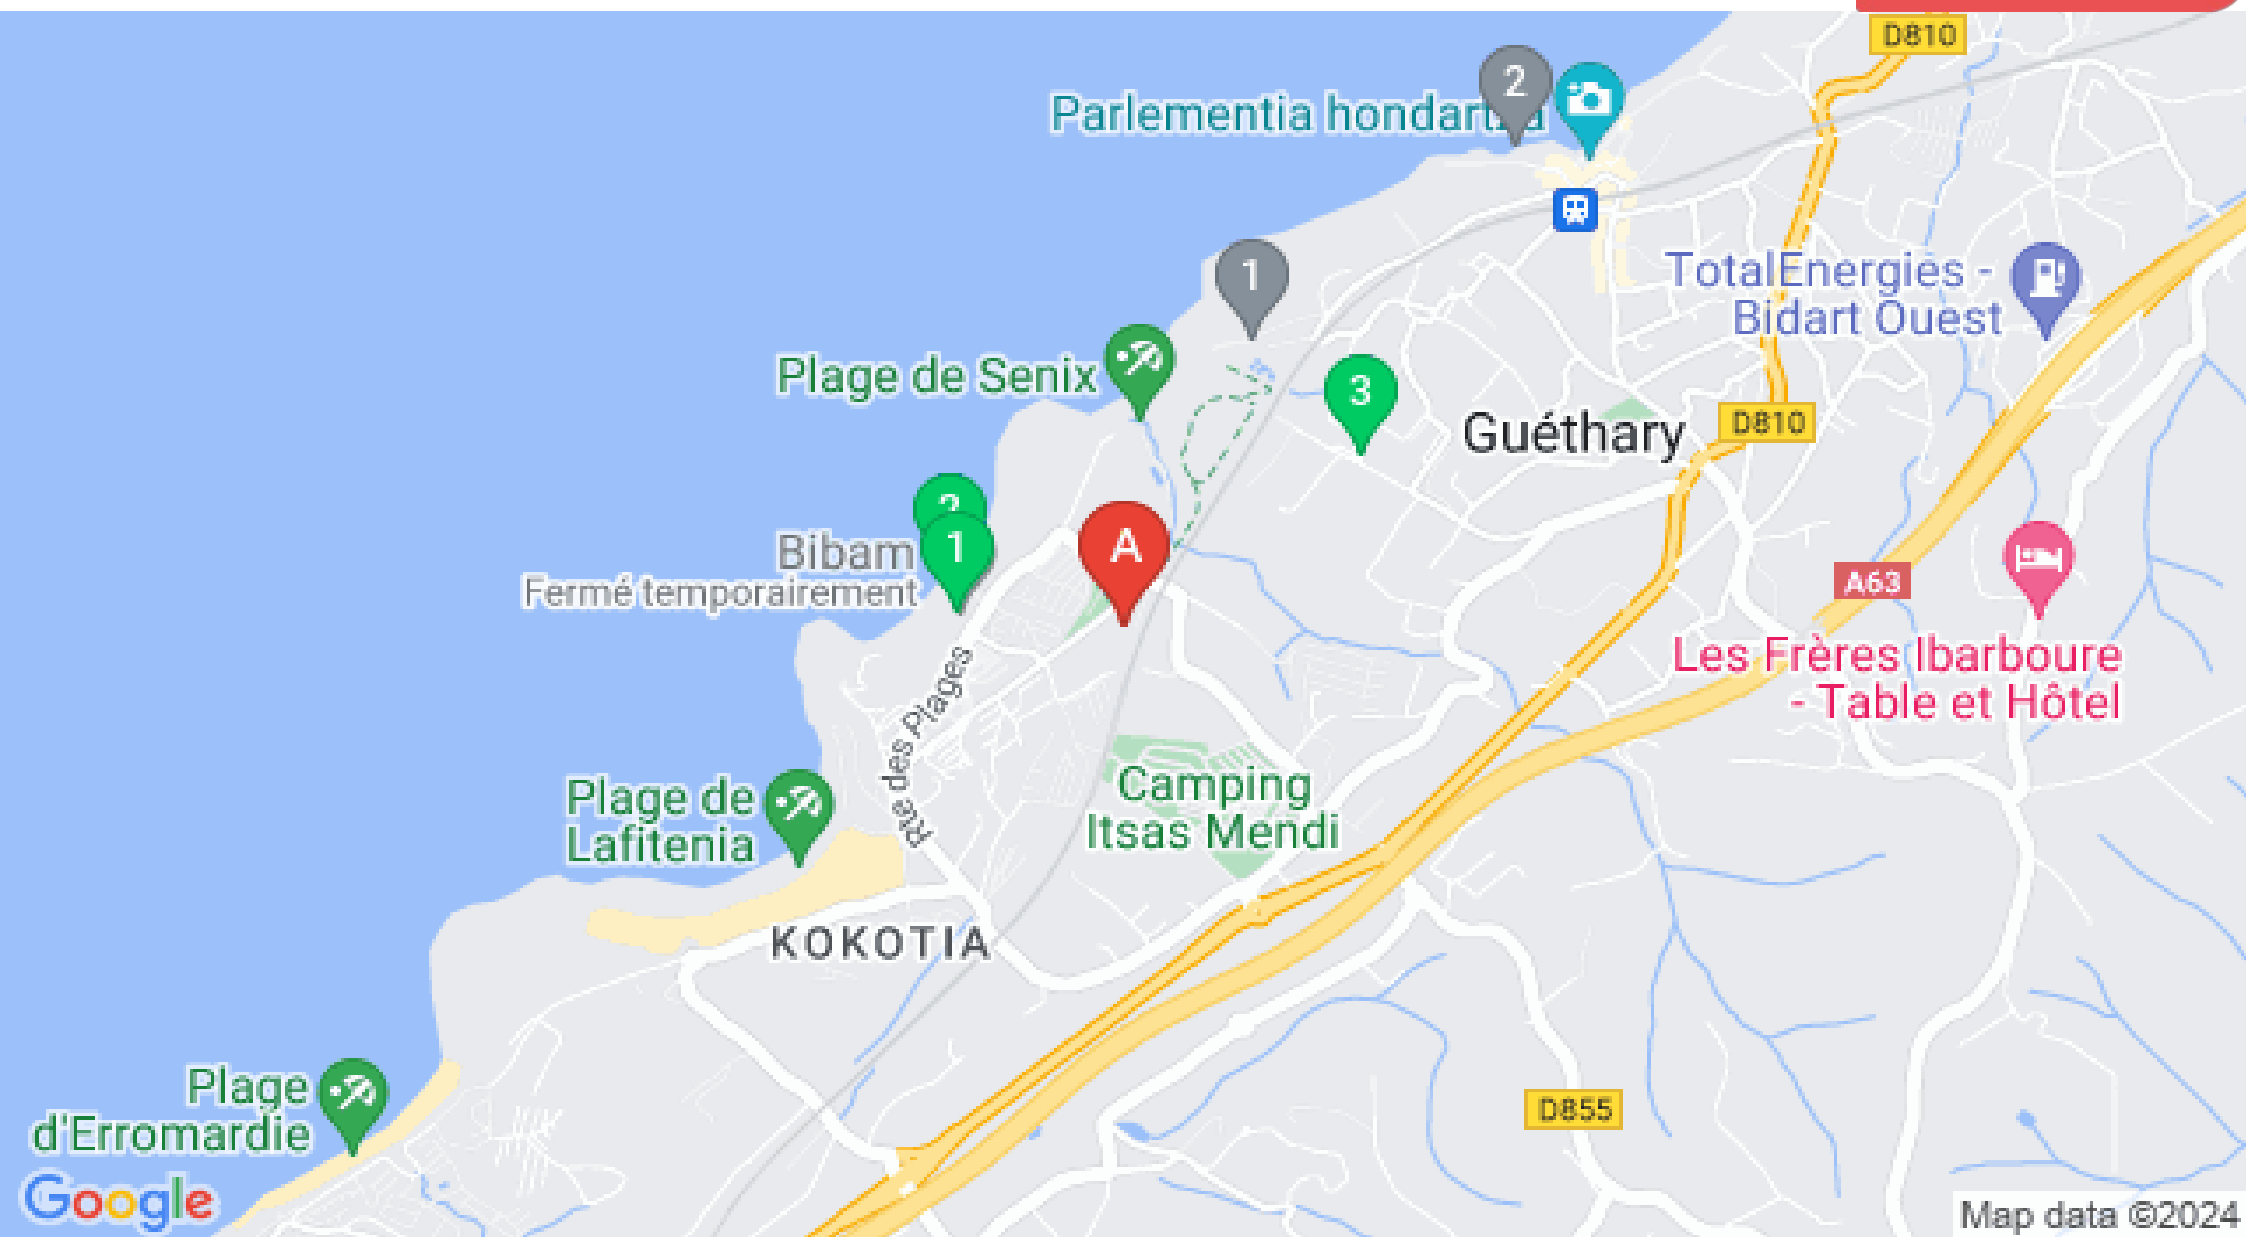 D810
2
Parlementia hondartza
1
TotalEnergies -
Bidart Ouest
Plage de Senix
3
Guéthary
D810
2
Bibam
1
A
Fermé temporairement
A63
Les Frères Ibarboure
- Table et Hôtel
Rte des Plages
Plage de
Lafitenia
Camping
Itsas Mendi
KOKOTIA
Plage
d'Erromardie
D855
Google
Map data ©2024